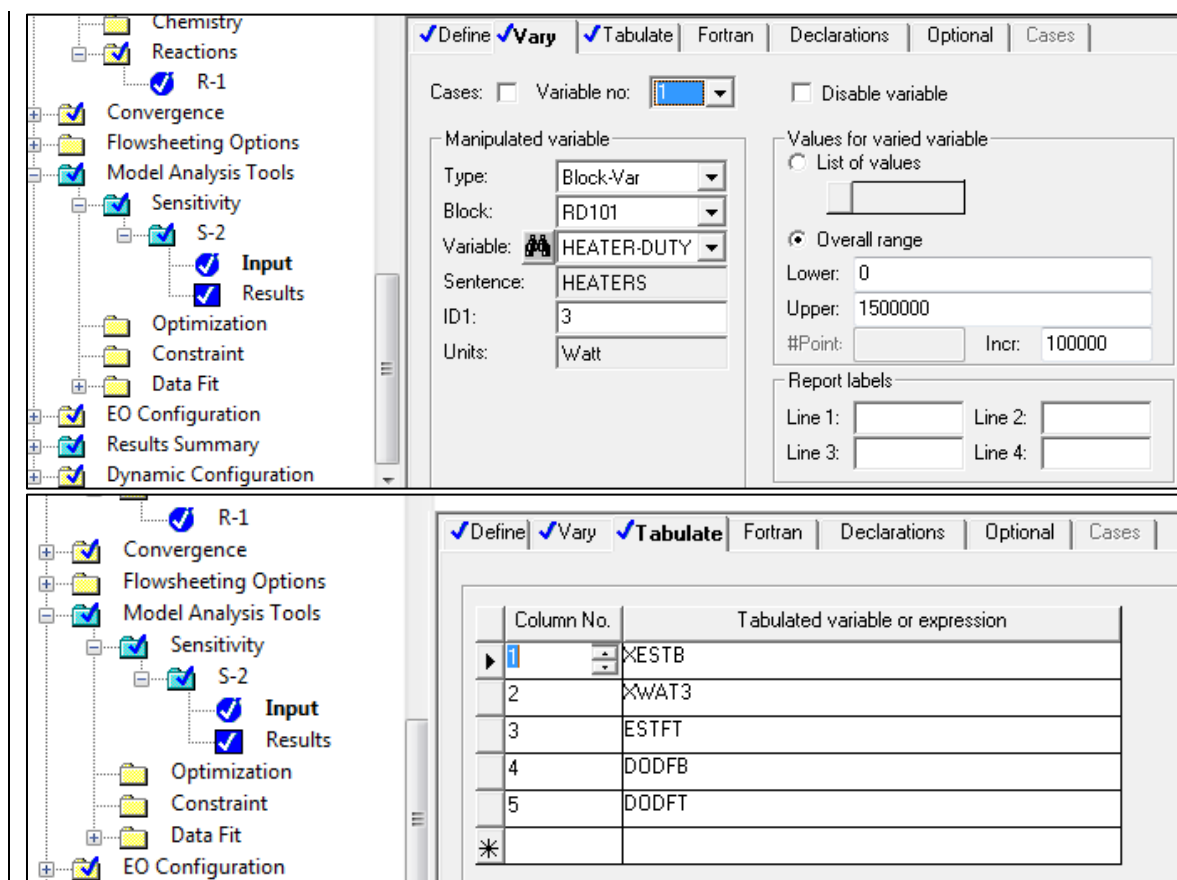 Chemistry
Reactions
R-1
Convergence
Flowsheeting Options
Model Analysis Tools
Sensitivity
S-2
Input
Results
Optimization
Constraint
Data Fit
EO Configuration
Results Summary
Dynamic Configuration
Define Vary Tabulate Fortran Declarations Optional Cases
Cases: Variable no: 1 Disable variable
Manipulated variable
Type: Block-Var
Block: RD101
Variable: HEATER-DUTY
Sentence: HEATERS
ID1: 3
Units: Watt
Values for varied variable
List of values
Overall range
Lower: 0
Upper: 1500000
#Point: Incr: 100000
Report labels
Line 1: Line 2:
Line 3: Line 4:
R-1
Convergence
Flowsheeting Options
Model Analysis Tools
Sensitivity
S-2
Input
Results
Optimization
Constraint
Data Fit
EO Configuration
Define Vary Tabulate Fortran Declarations Optional Cases
Column No. Tabulated variable or expression
1 XESTB
2 XWAT3
3 ESTFT
4 DODFB
5 DODFT